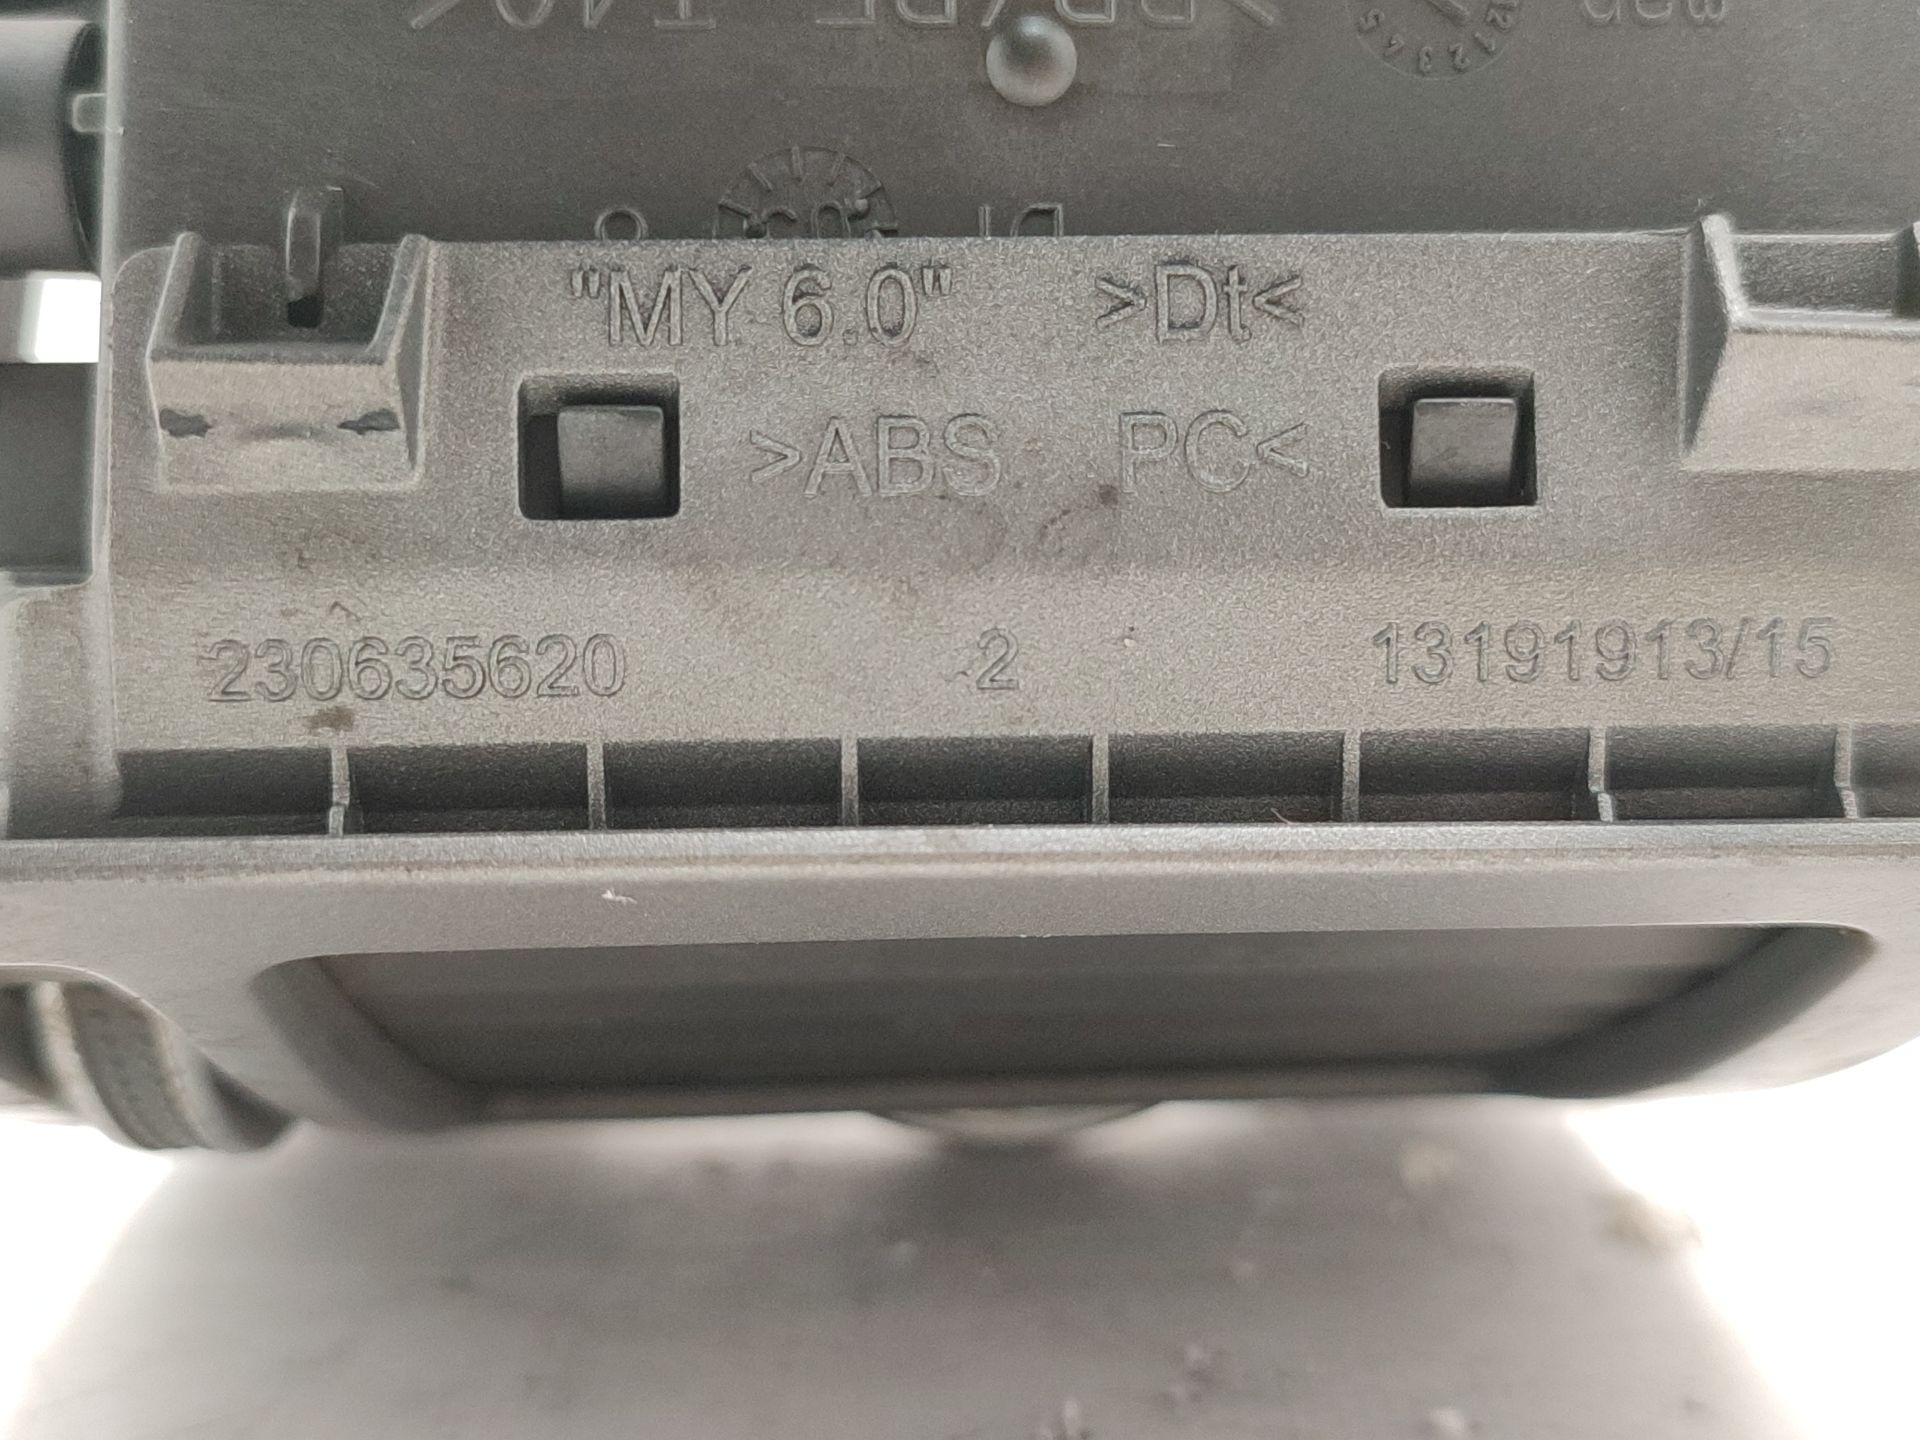 "MY 6.0" >Dt<
>ABS PC<
230635620 2 13191913/15